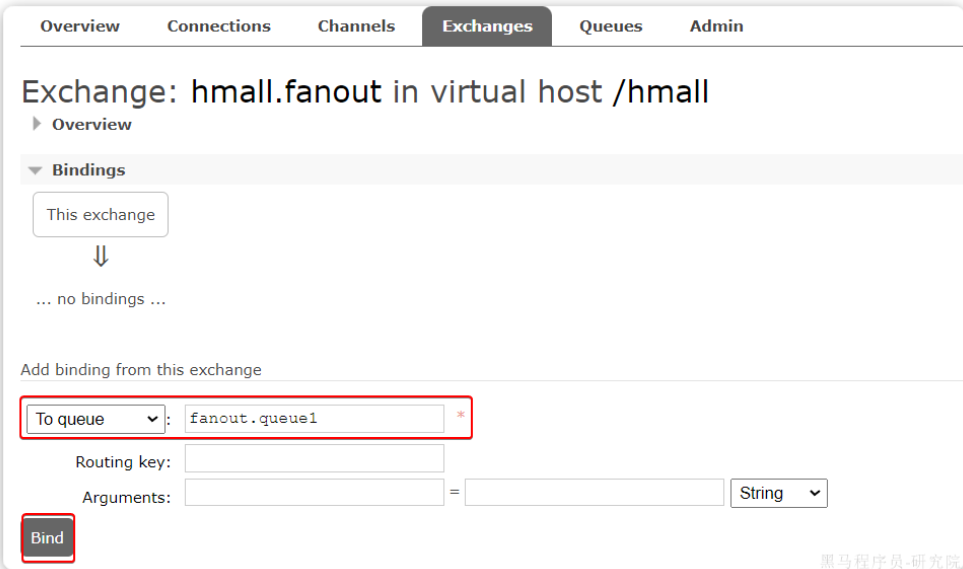 Overview Connections Channels Exchanges Queues Admin
Exchange: hmall.fanout in virtual host /hmall
Overview
Bindings
This exchange
⇓
... no bindings ...
Add binding from this exchange
To queue : fanout.queue1 *
Routing key:
Arguments: = String
Bind
黑马程序员-研究院